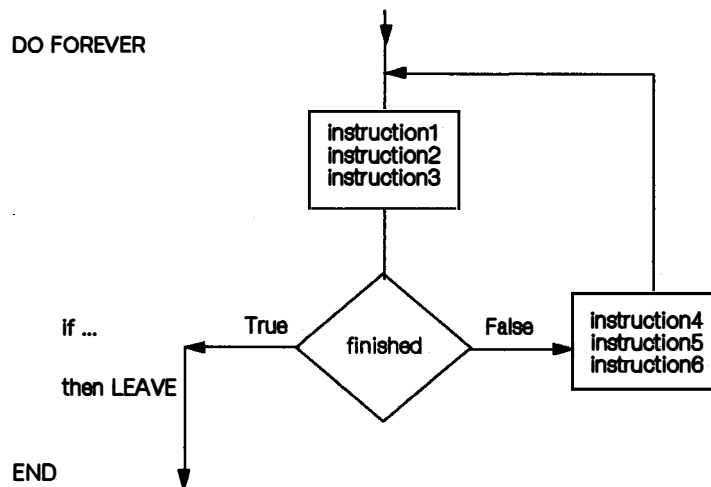 DO FOREVER
instruction1
instruction2
instruction3
if ...
True
finished
False
instruction4
instruction5
instruction6
then LEAVE
END